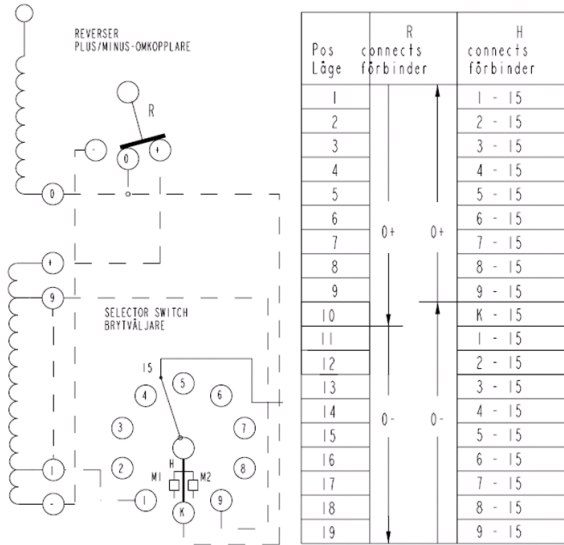 REVERSER
PLUS/MINUS-OMKOPPLARE
R
- 0 +
0
+
9
SELECTOR SWITCH
BRYTVÄLJARE
15
4 5 6
3 7
2 8
H
M1 M2
1 K 9
1
-
Pos R H
Läge connects connects
förbinder förbinder
1 1 - 15
2 2 - 15
3 3 - 15
4 4 - 15
5 5 - 15
6 6 - 15
7 0+ 0+ 7 - 15
8 8 - 15
9 9 - 15
10 K - 15
11 1 - 15
12 2 - 15
13 3 - 15
14 0- 0- 4 - 15
15 5 - 15
16 6 - 15
17 7 - 15
18 8 - 15
19 9 - 15